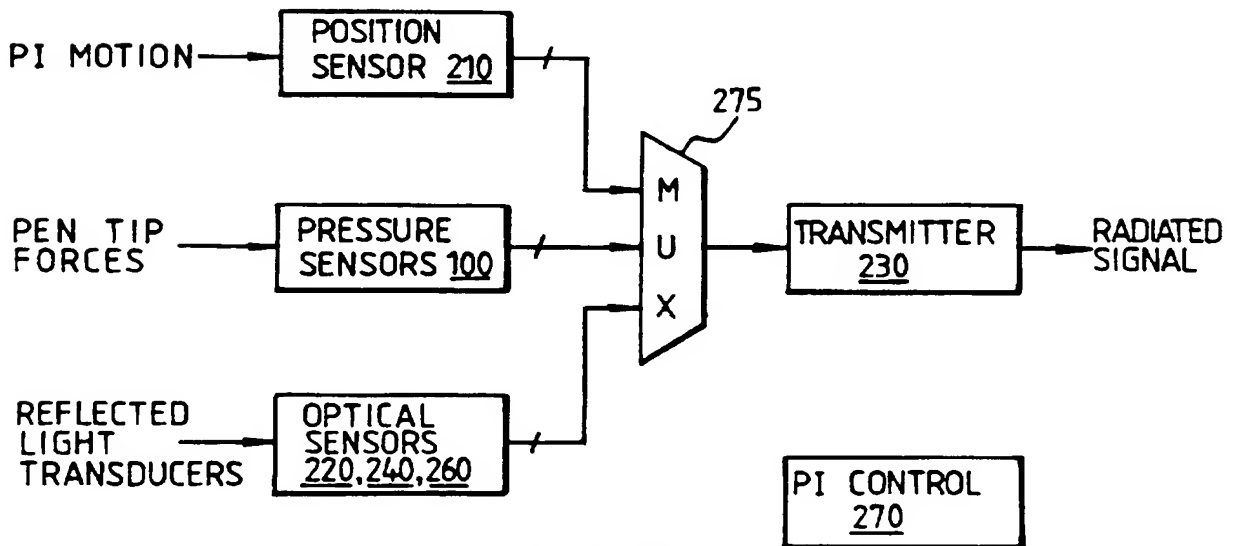 PI MOTION
POSITION
SENSOR 210
275
PEN TIP
FORCES
PRESSURE
SENSORS 100
M
U
X
TRANSMITTER
230
RADIATED
SIGNAL
REFLECTED
LIGHT
TRANSDUCERS
OPTICAL
SENSORS
220, 240, 260
PI CONTROL
270